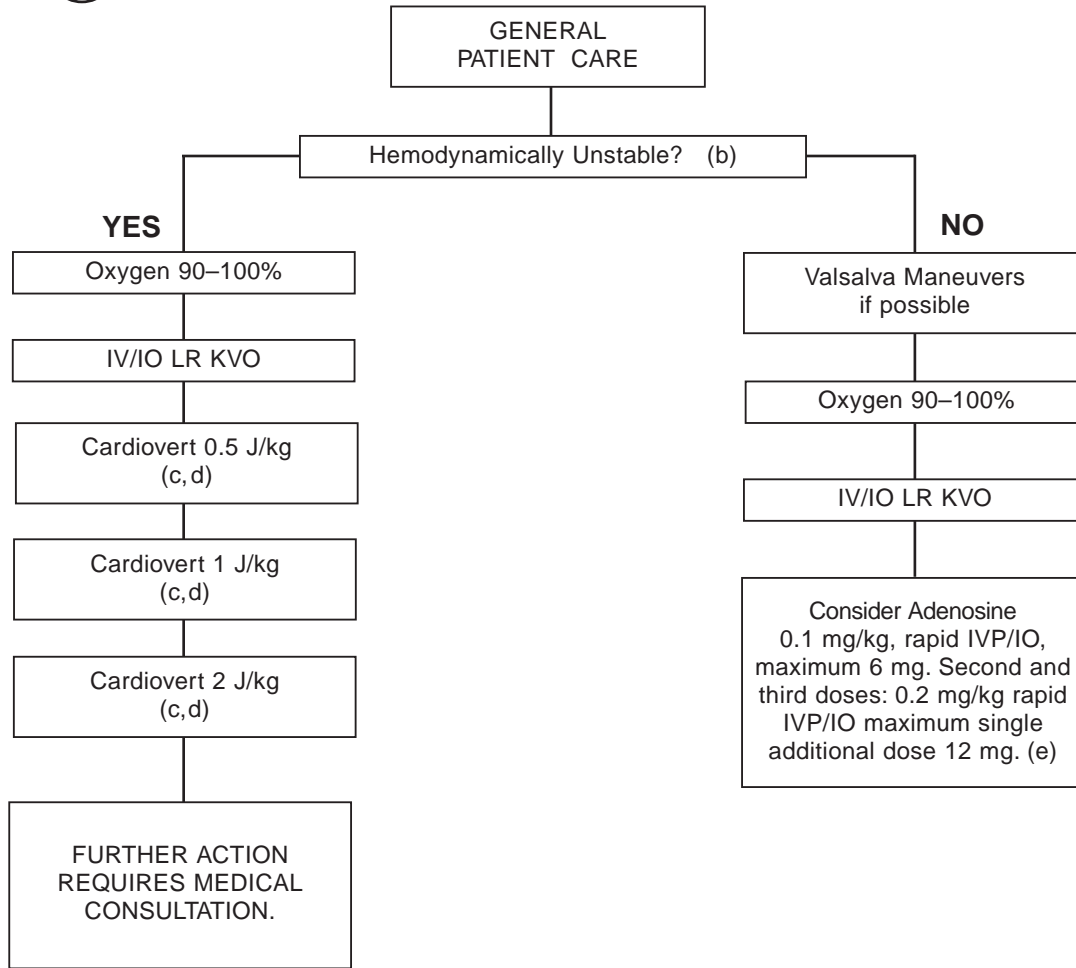 GENERAL
PATIENT CARE
Hemodynamically Unstable? (b)
YES
Oxygen 90–100%
IV/IO LR KVO
Cardiovert 0.5 J/kg
(c,d)
Cardiovert 1 J/kg
(c,d)
Cardiovert 2 J/kg
(c,d)
FURTHER ACTION
REQUIRES MEDICAL
CONSULTATION.
NO
Valsalva Maneuvers
if possible
Oxygen 90–100%
IV/IO LR KVO
Consider Adenosine
0.1 mg/kg, rapid IVP/IO,
maximum 6 mg. Second and
third doses: 0.2 mg/kg rapid
IVP/IO maximum single
additional dose 12 mg. (e)